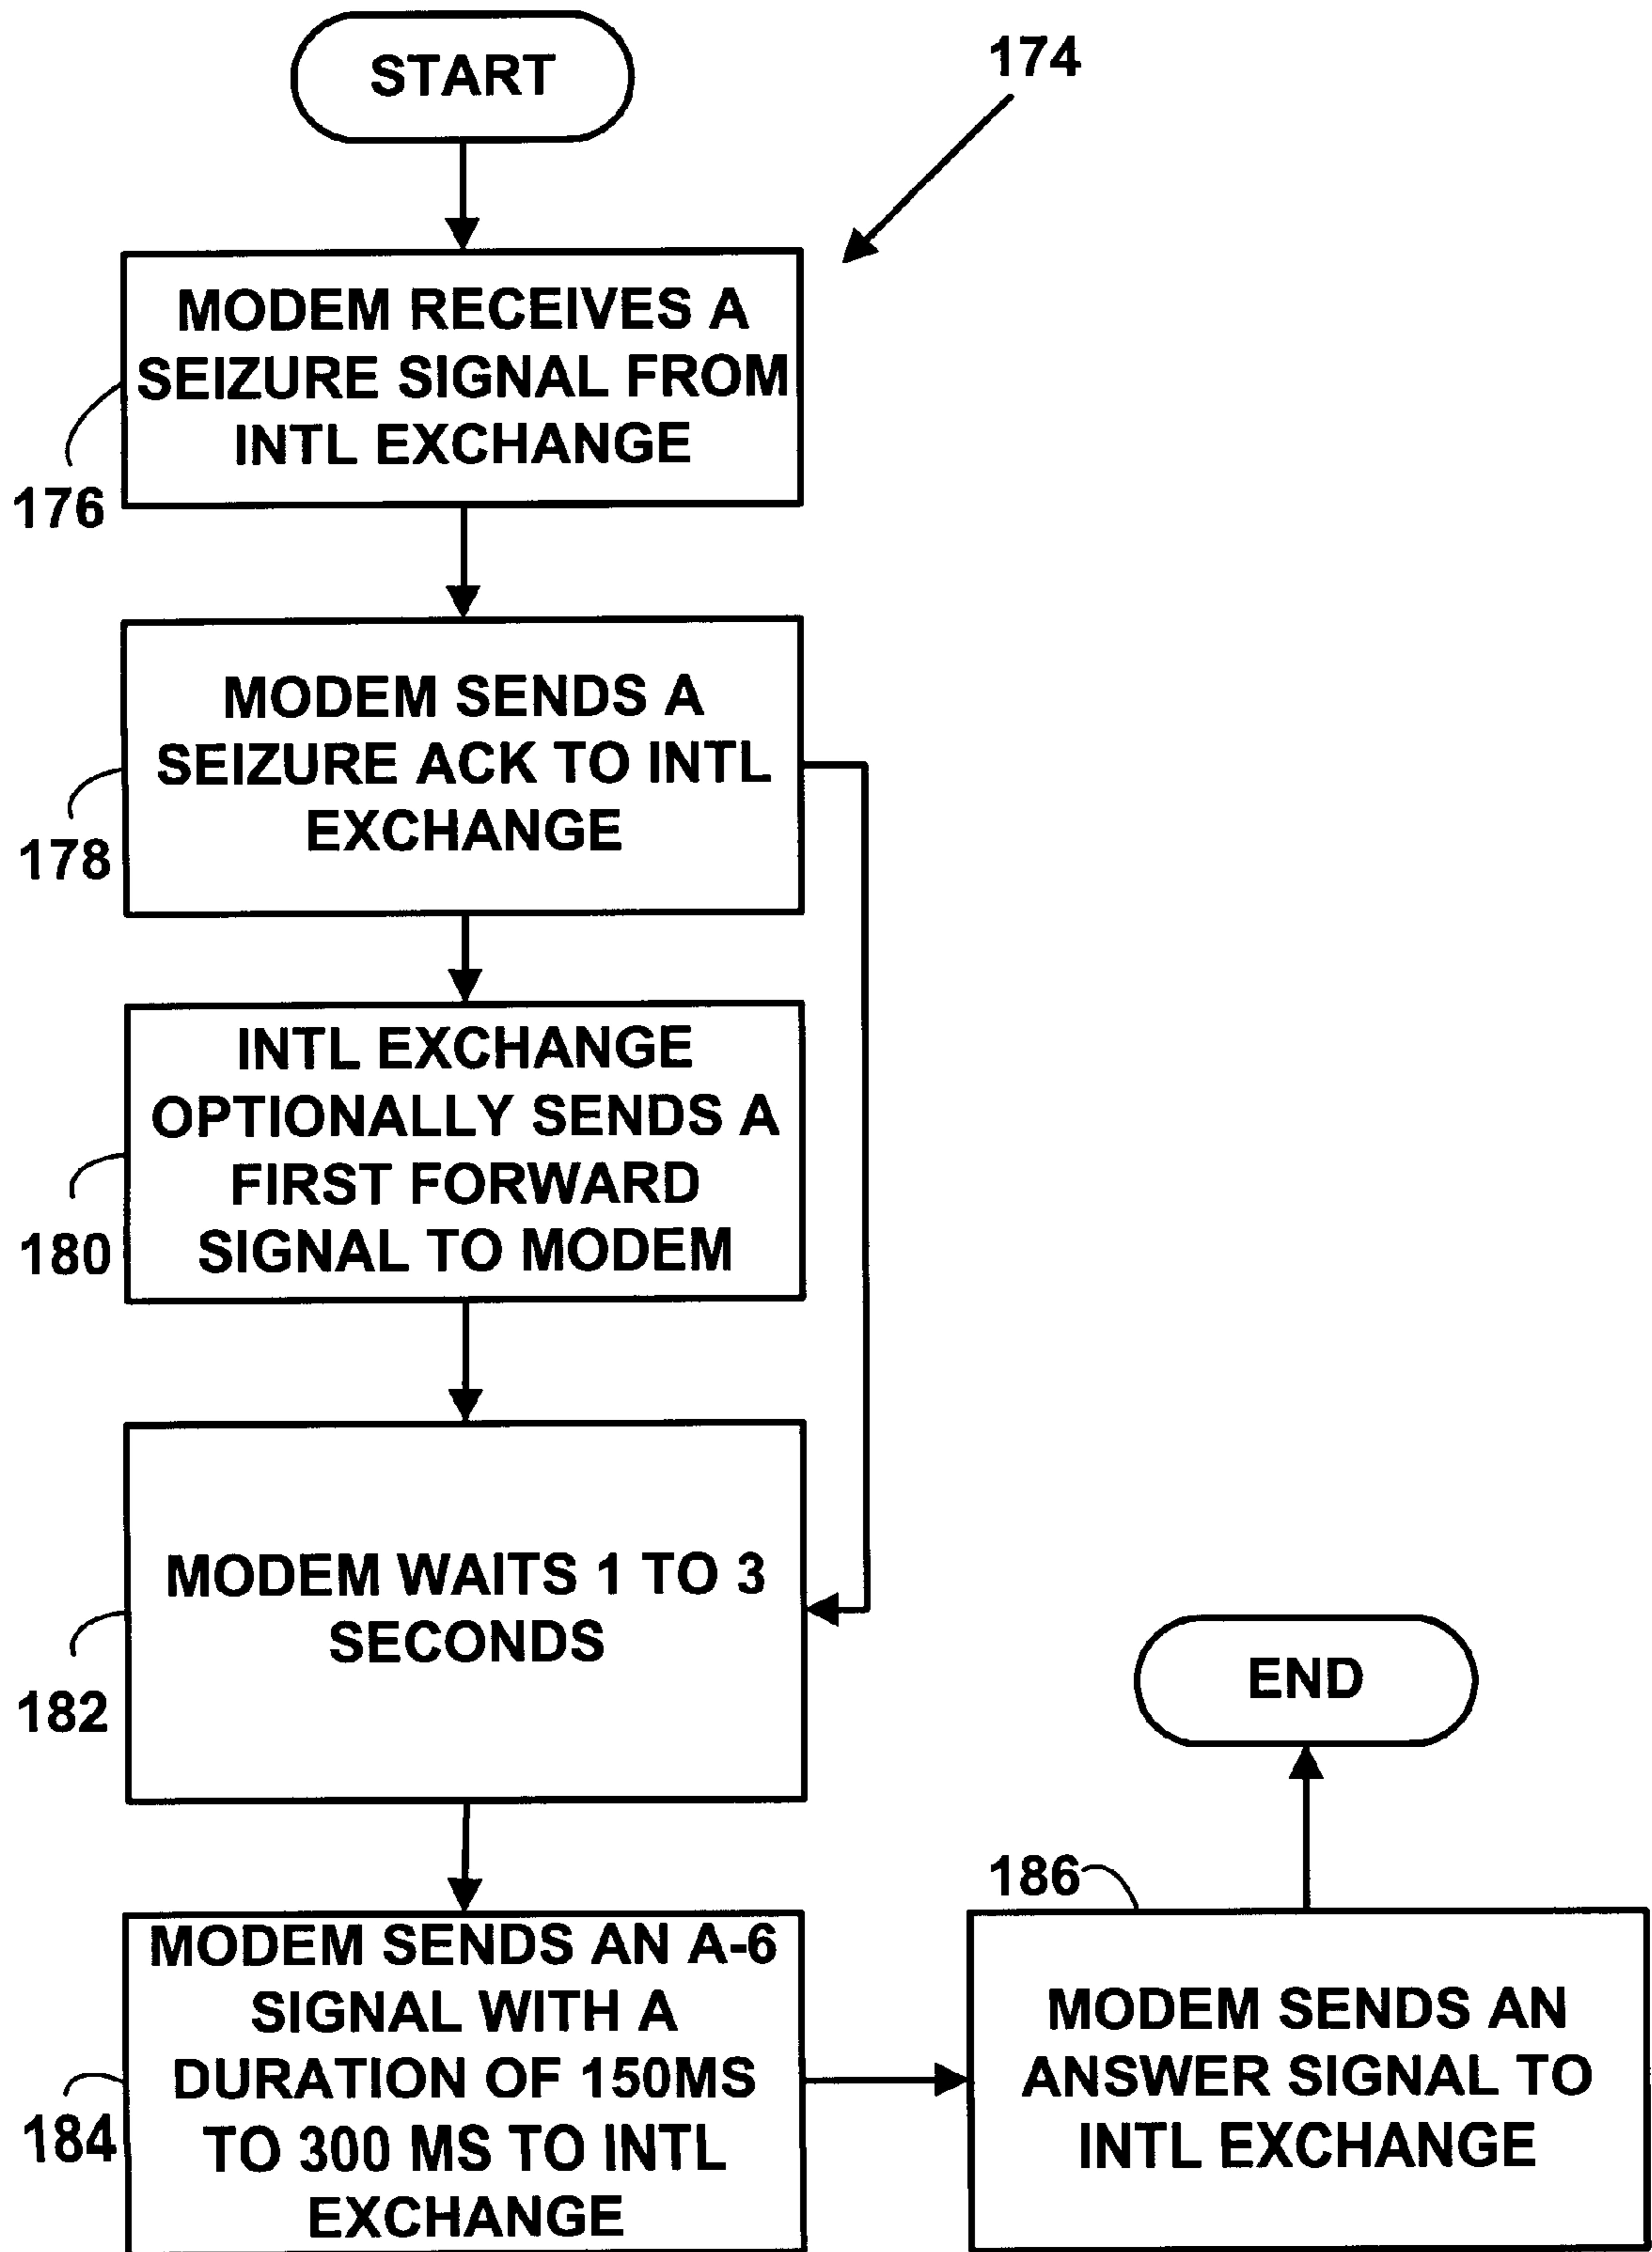 START
174
MODEM RECEIVES A
SEIZURE SIGNAL FROM
INTL EXCHANGE
176
MODEM SENDS A
SEIZURE ACK TO INTL
EXCHANGE
178
INTL EXCHANGE
OPTIONALLY SENDS A
FIRST FORWARD
SIGNAL TO MODEM
180
MODEM WAITS 1 TO 3
SECONDS
182
MODEM SENDS AN A-6
SIGNAL WITH A
DURATION OF 150MS
TO 300 MS TO INTL
EXCHANGE
184
186
MODEM SENDS AN
ANSWER SIGNAL TO
INTL EXCHANGE
END